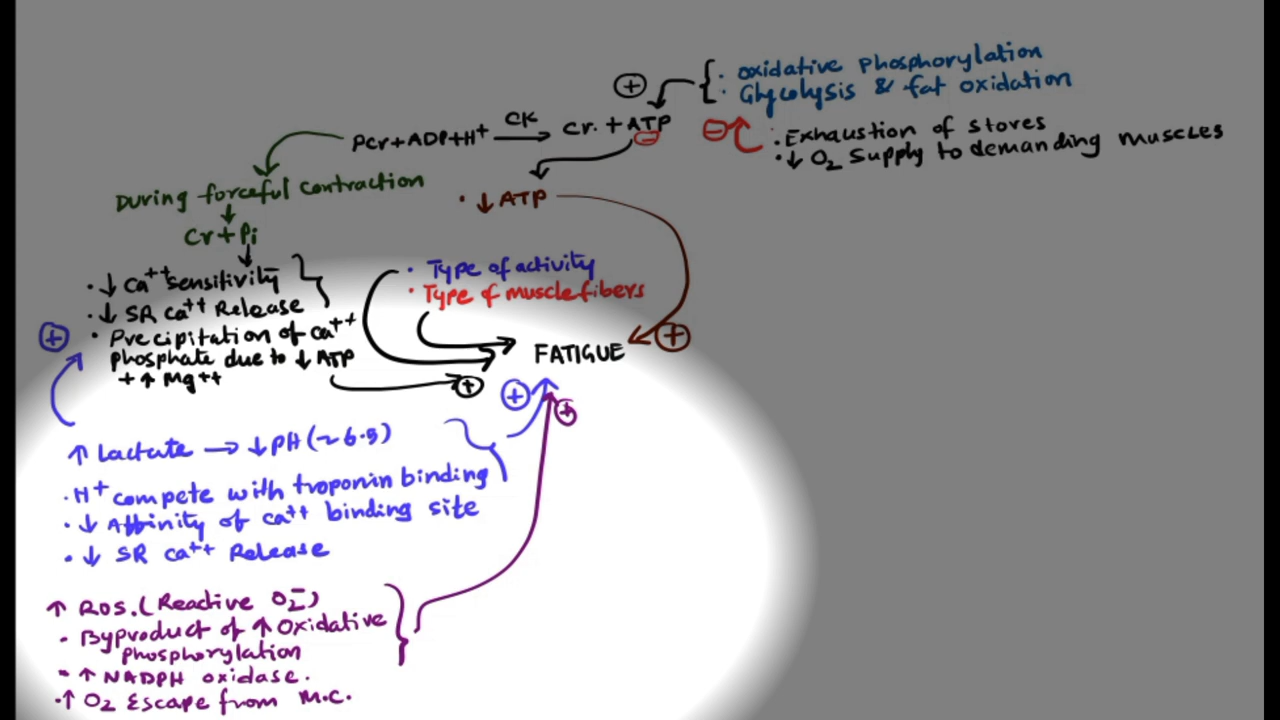 · Oxidative Phosphorylation
· Glycolysis & fat oxidation
· Exhaustion of stores
· ↓ O2 Supply to demanding muscles
PCr+ADP+H+ CK → Cr. + ATP
During forceful contraction
↓
Cr+Pi
· ↓ ATP
· ↓ Ca++ sensitivity
· ↓ SR Ca++ Release
· Precipitation of Ca++
phosphate due to ↓ ATP
+ ↑ Mg++
· Type of activity
· Type of muscle fibers
FATIGUE
↑ Lactate → ↓ PH (~6.5)
· H+ compete with troponin binding
· ↓ Affinity of Ca++ binding site
· ↓ SR Ca++ Release
↑ ROS. (Reactive O2-)
· Byproduct of ↑ Oxidative
phosphorylation
· ↑ NADPH oxidase.
· ↑ O2 Escape from M.C.